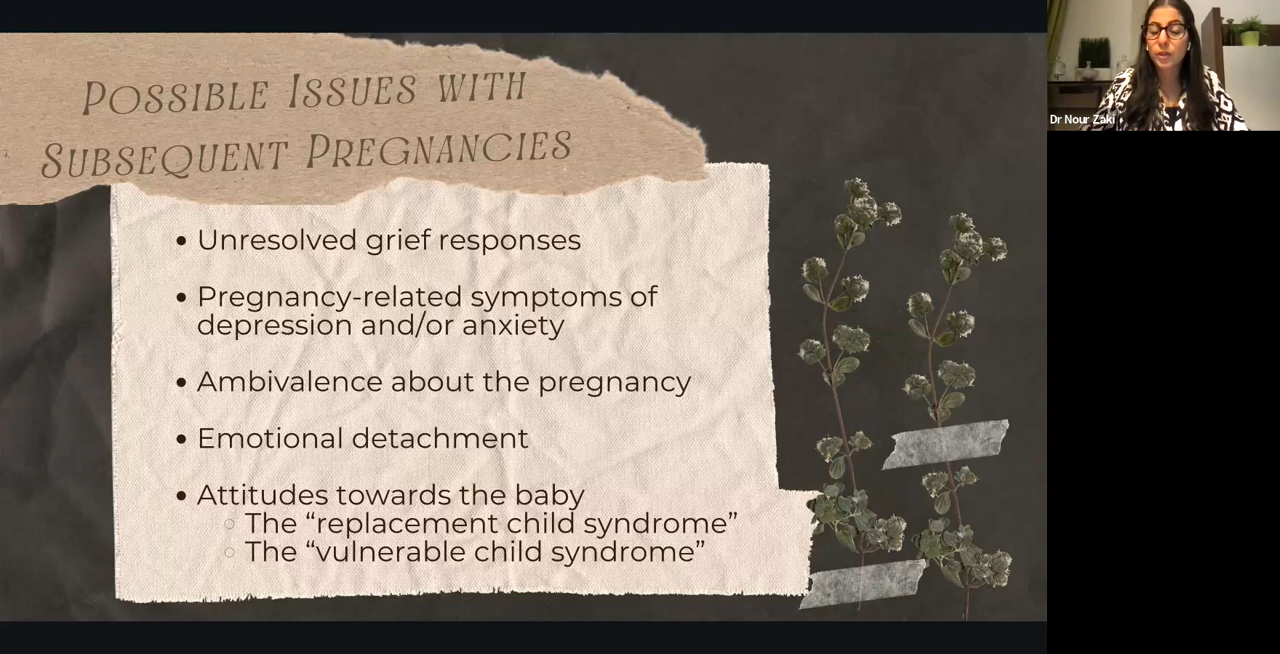 Possible Issues with
Subsequent Pregnancies
• Unresolved grief responses
• Pregnancy-related symptoms of
depression and/or anxiety
• Ambivalence about the pregnancy
• Emotional detachment
• Attitudes towards the baby
○ The “replacement child syndrome”
○ The “vulnerable child syndrome”
Dr Nour Zaki